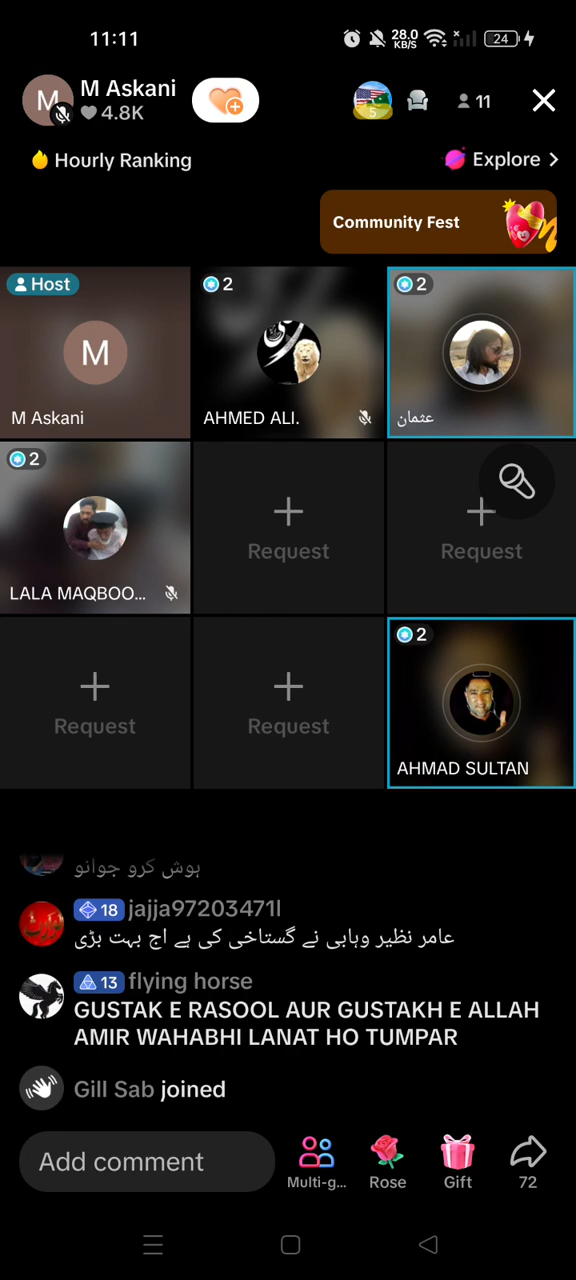 11:11
28.0
KB/S
24
M
M Askani
4.8K
5
11
Hourly Ranking
Explore
Community Fest
Host
M
M Askani
2
AHMED ALI.
2
عثمان
2
LALA MAQBOO...
Request
Request
Request
Request
2
AHMAD SULTAN
ہوش کرو جوانو
18 jajja97203471l
عامر نظیر وہابی نے گستاخی کی ہے اج بہت بڑی
13 flying horse
GUSTAK E RASOOL AUR GUSTAKH E ALLAH
AMIR WAHABHI LANAT HO TUMPAR
Gill Sab joined
Add comment
Multi-g...
Rose
Gift
72